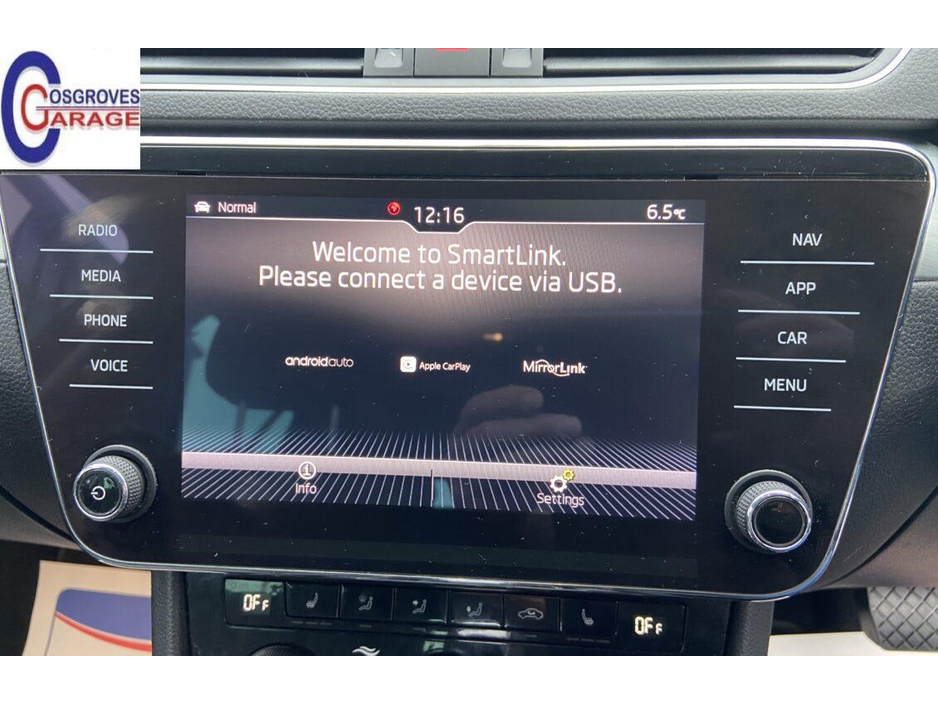 COSGROVES
GARAGE
RADIO
MEDIA
PHONE
VOICE
Normal
12:16
6.5°C
Welcome to SmartLink.
Please connect a device via USB.
androidauto
Apple CarPlay
MirrorLink
Info
Settings
NAV
APP
CAR
MENU
OFF
OFF